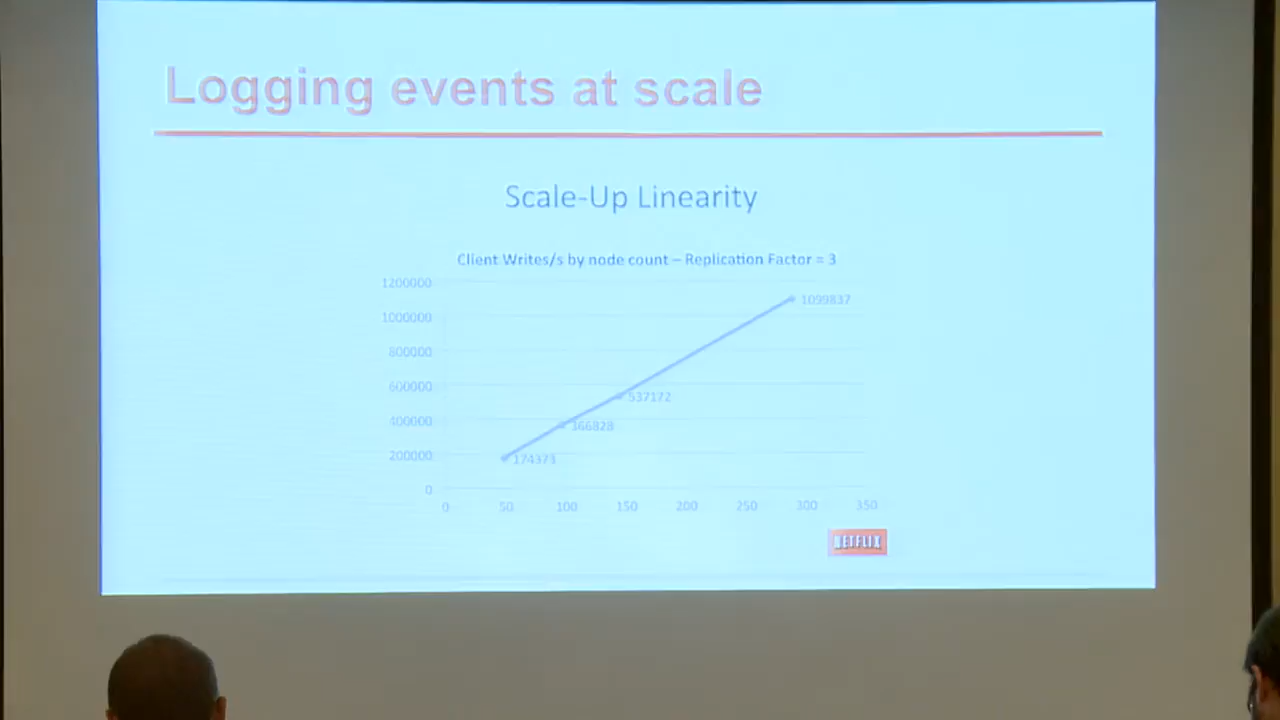 Logging events at scale
Scale-Up Linearity
Client Writes/s by node count – Replication Factor = 3
1200000
1000000
800000
600000
400000
200000
0
1099837
537172
366828
174373
0 50 100 150 200 250 300 350
NETFLIX